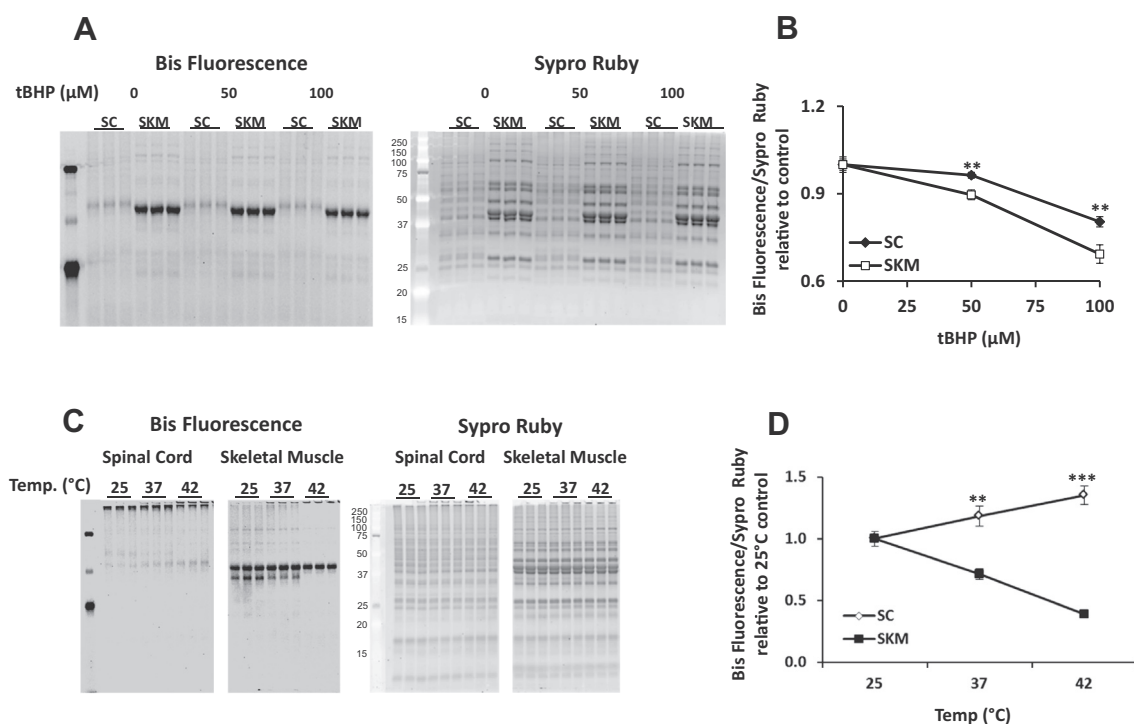 A
Bis Fluorescence
Sypro Ruby
tBHP (µM)
0
50
100
0
50
100
SC
SKM
SC
SKM
SC
SKM
SC
SKM
SC
SKM
SC
SKM
250
150
100
75
50
37
25
20
15
B
Bis Fluorescence/Sypro Ruby
relative to control
1.2
0.9
0.6
**
**
SC
SKM
0
25
50
75
100
tBHP (µM)
C
Bis Fluorescence
Sypro Ruby
Spinal Cord
Skeletal Muscle
Spinal Cord
Skeletal Muscle
Temp. (°C)
25
37
42
25
37
42
25
37
42
25
37
42
250
150
100
75
50
37
25
20
15
D
Bis Fluorescence/Sypro Ruby
relative to 25°C control
1.5
1.0
0.5
0.0
**
***
SC
SKM
25
37
42
Temp (°C)